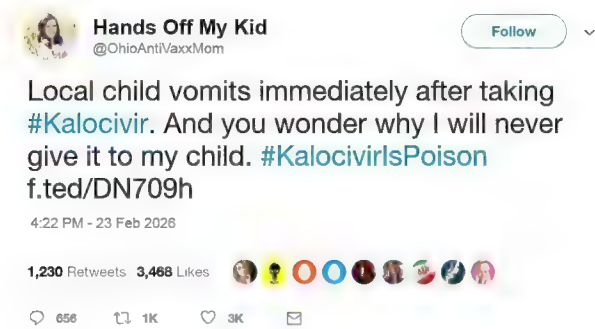 Hands Off My Kid
@OhioAntiVaxxMom
Follow
Local child vomits immediately after taking
#Kalocivir. And you wonder why I will never
give it to my child. #KalocivirIsPoison
f.ted/DN709h
4:22 PM - 23 Feb 2026
1,230 Retweets 3,468 Likes
656 1K 3K